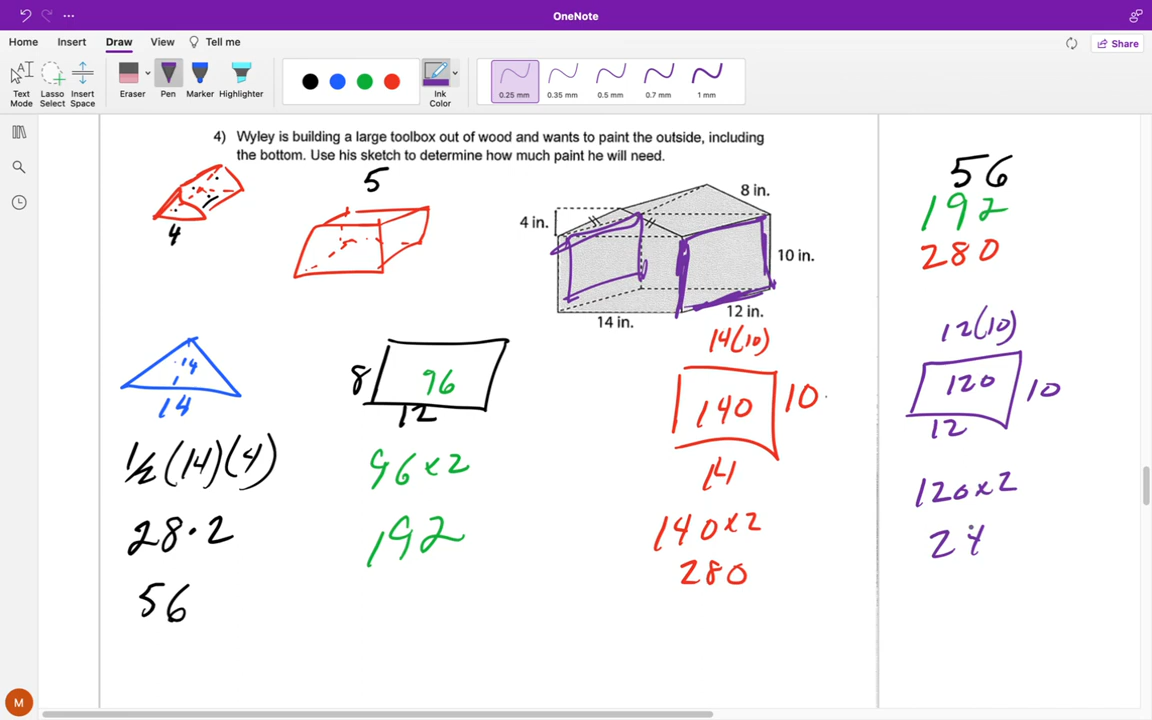 OneNote
Home Insert Draw View Tell me
Share
Text Mode
Lasso Select
Insert Space
Eraser
Pen
Marker
Highlighter
Ink Color
0.25 mm
0.35 mm
0.5 mm
0.7 mm
1 mm
4) Wyley is building a large toolbox out of wood and wants to paint the outside, including
the bottom. Use his sketch to determine how much paint he will need.
4
5
4 in.
8 in.
10 in.
12 in.
14 in.
56
192
280
14
14
1/2 (14)(4)
28·2
56
8
96
12
96×2
192
14(10)
140
10
14
140×2
280
12(10)
120
10
12
120×2
24
M